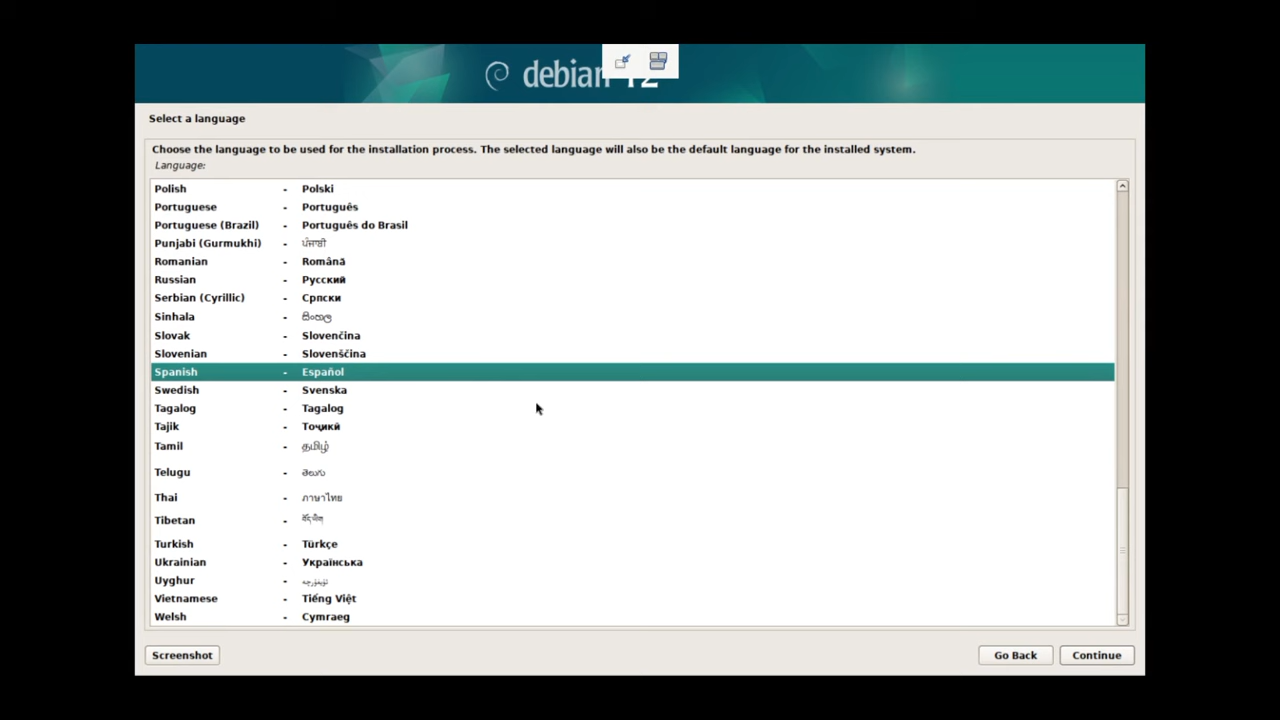 debian 12
Select a language
Choose the language to be used for the installation process. The selected language will also be the default language for the installed system.
Language:
Polish - Polski
Portuguese - Português
Portuguese (Brazil) - Português do Brasil
Punjabi (Gurmukhi) - ਪੰਜਾਬੀ
Romanian - Română
Russian - Русский
Serbian (Cyrillic) - Српски
Sinhala - සිංහල
Slovak - Slovenčina
Slovenian - Slovenščina
Spanish - Español
Swedish - Svenska
Tagalog - Tagalog
Tajik - Тоҷикӣ
Tamil - தமிழ்
Telugu - తెలుగు
Thai - ภาษาไทย
Tibetan - བོད་ཡིག
Turkish - Türkçe
Ukrainian - Українська
Uyghur - ئۇيغۇرچە
Vietnamese - Tiếng Việt
Welsh - Cymraeg
Screenshot Go Back Continue